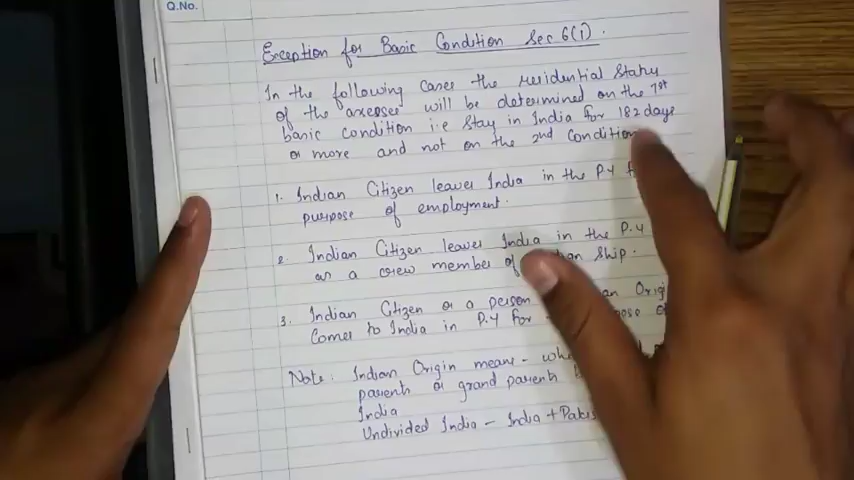 Q.No.
Exception for Basic Condition Sec 6(1).
In the following cases the residential status
of the assessee will be determined on the 1st
basic condition i.e stay in India for 182 days
or more and not on the 2nd Condition
1. Indian Citizen leaves India in the P.Y
purpose of employment.
2. Indian Citizen leaves India in the P.Y
as a crew member of Ship.
3. Indian Citizen or a person Origi
Comes to India in P.Y for
Note: Indian Origin means -
parents or grand parents
India
Undivided India - India + Pakis